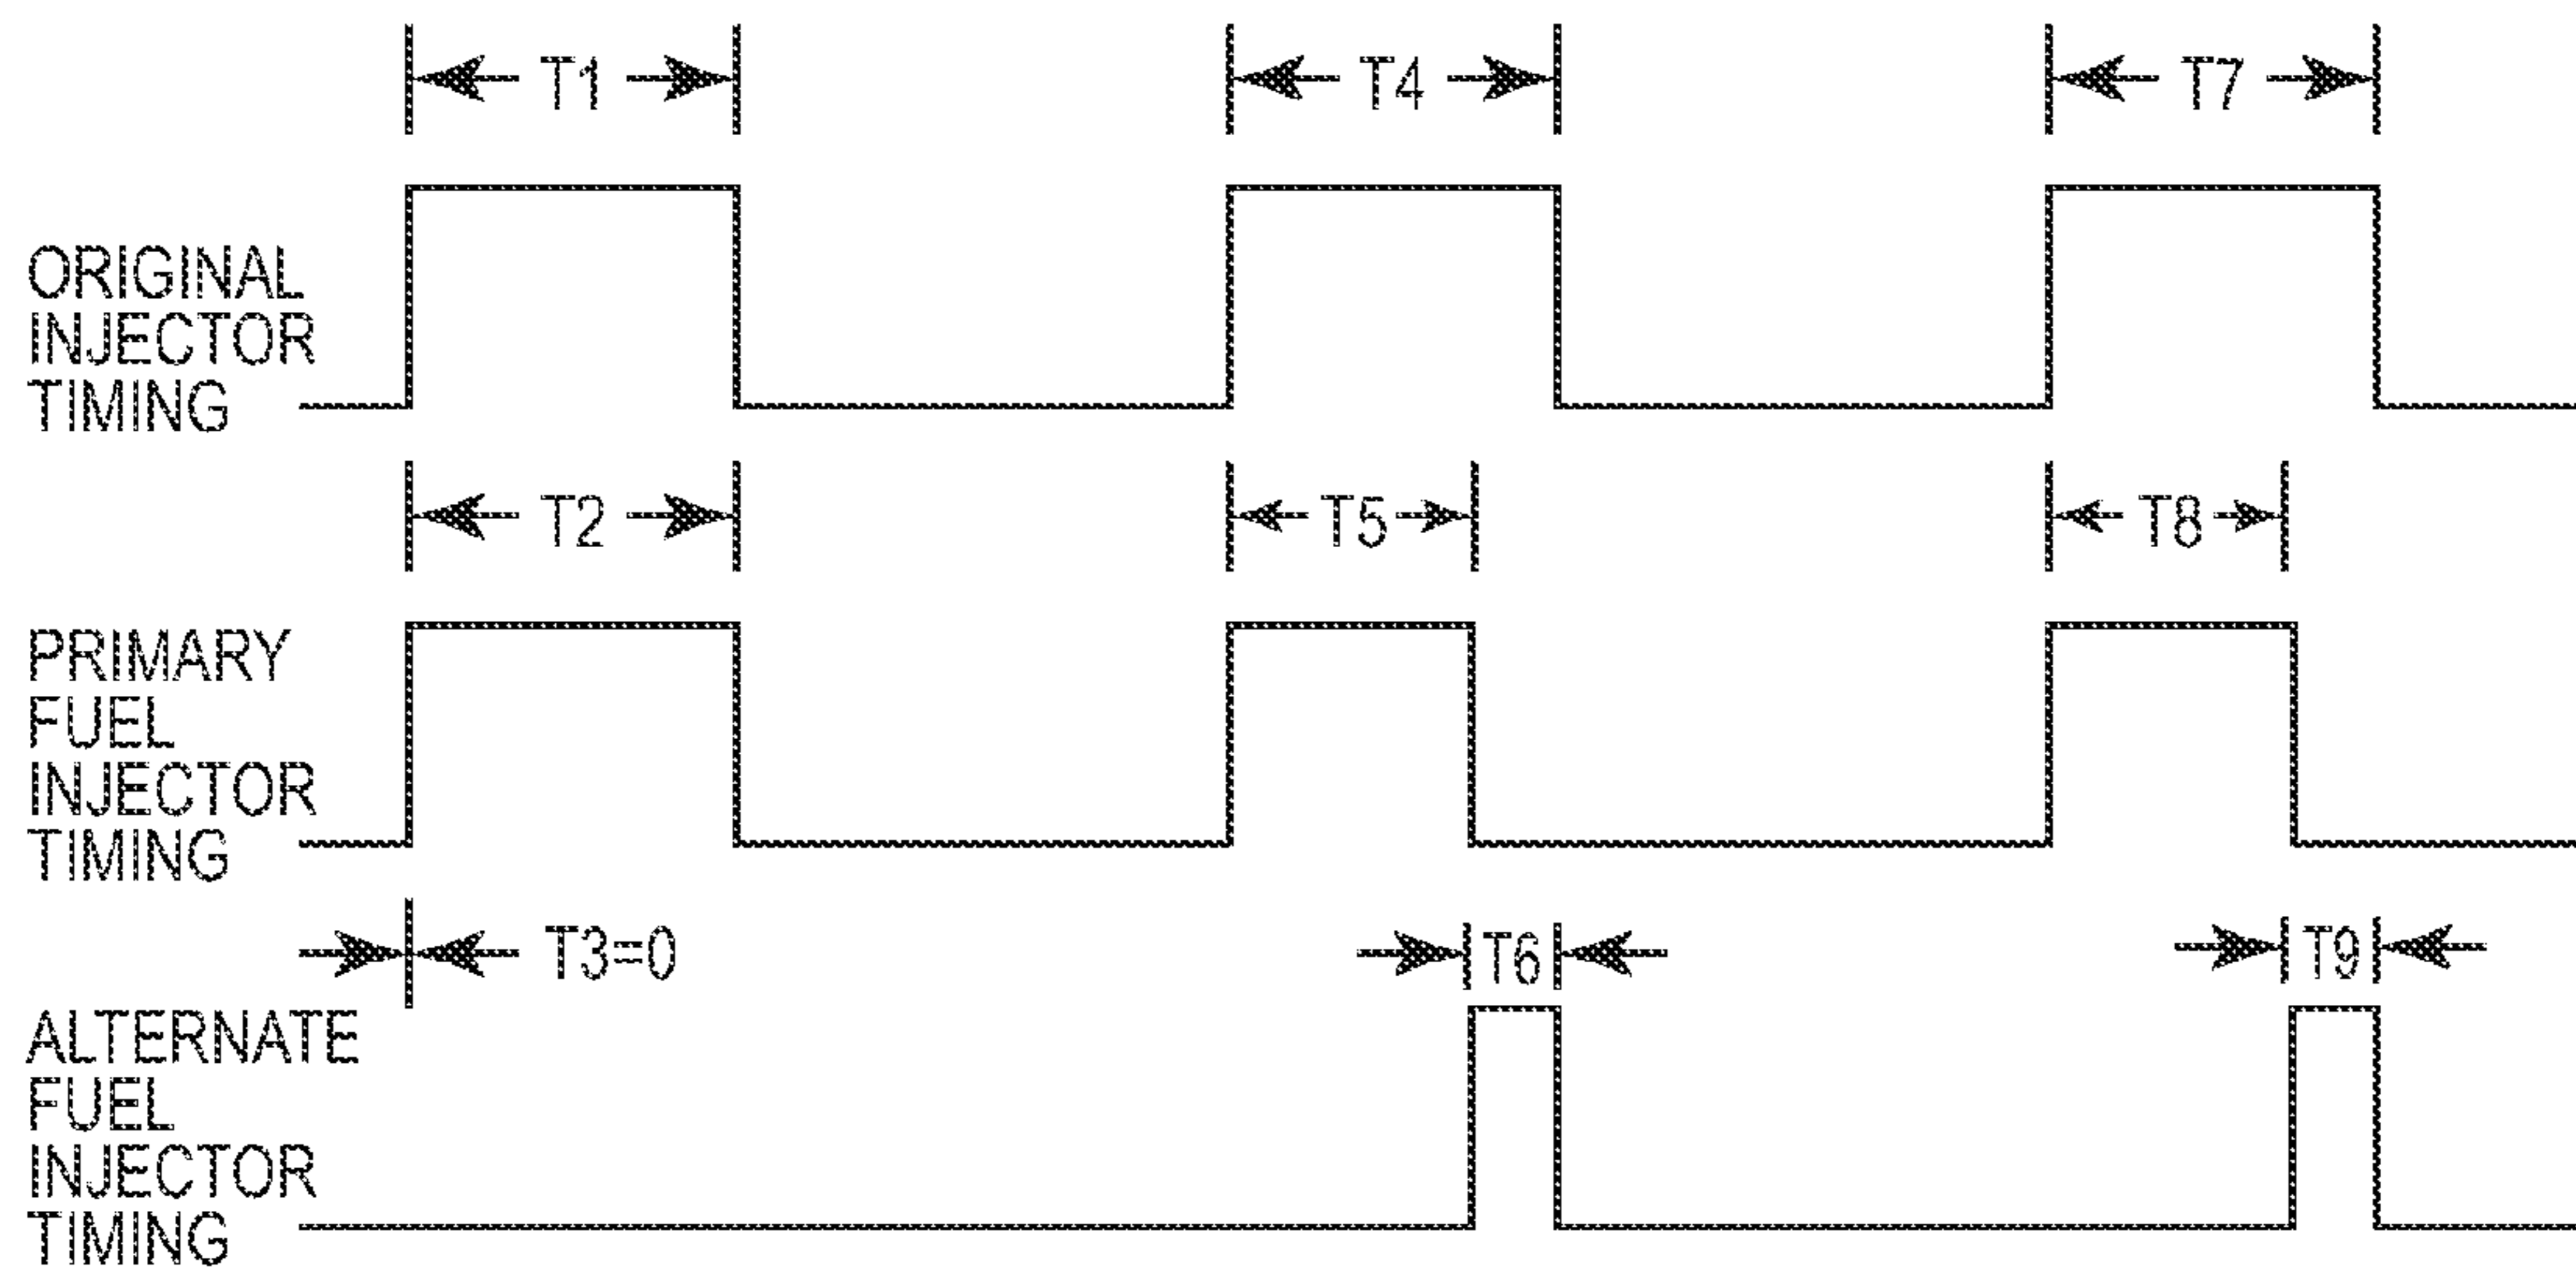 T1 T4 T7
ORIGINAL
INJECTOR
TIMING
T2 T5 T8
PRIMARY
FUEL
INJECTOR
TIMING
T3=0 T6 T9
ALTERNATE
FUEL
INJECTOR
TIMING